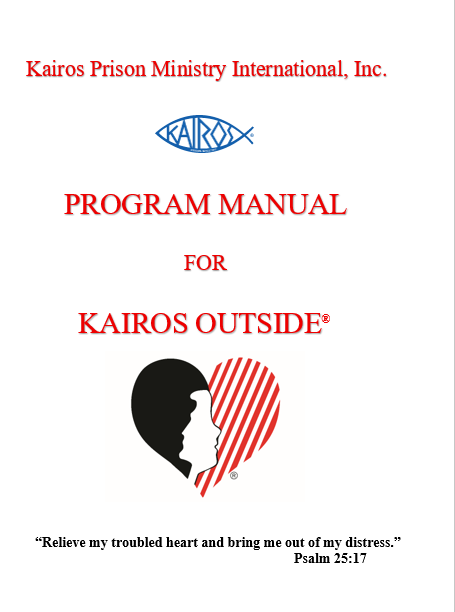 Kairos Prison Ministry International, Inc.
KAIROS
®
PROGRAM MANUAL
FOR
KAIROS OUTSIDE®
®
“Relieve my troubled heart and bring me out of my distress.”
Psalm 25:17